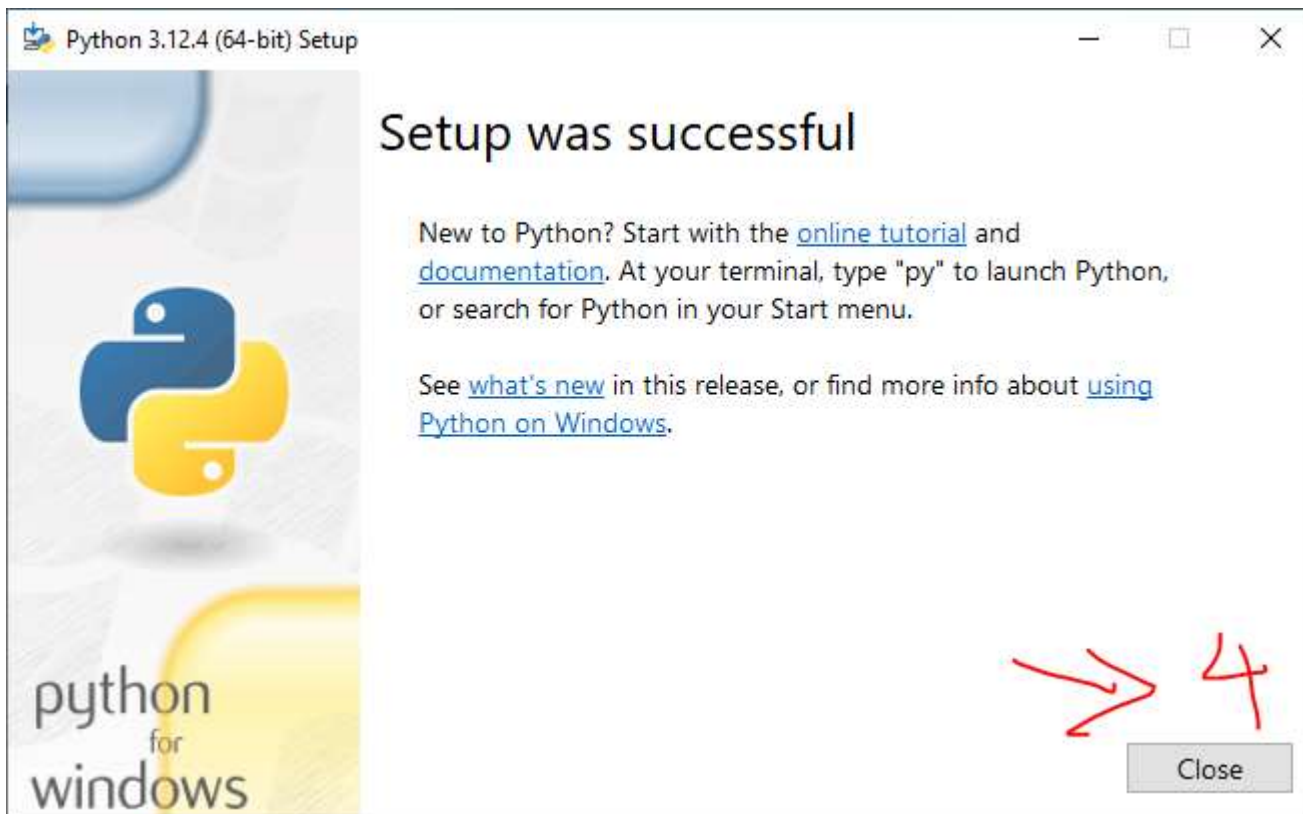 Python 3.12.4 (64-bit) Setup
Setup was successful
New to Python? Start with the online tutorial and
documentation. At your terminal, type "py" to launch Python,
or search for Python in your Start menu.
See what's new in this release, or find more info about using
Python on Windows.
4
python
for
windows
Close